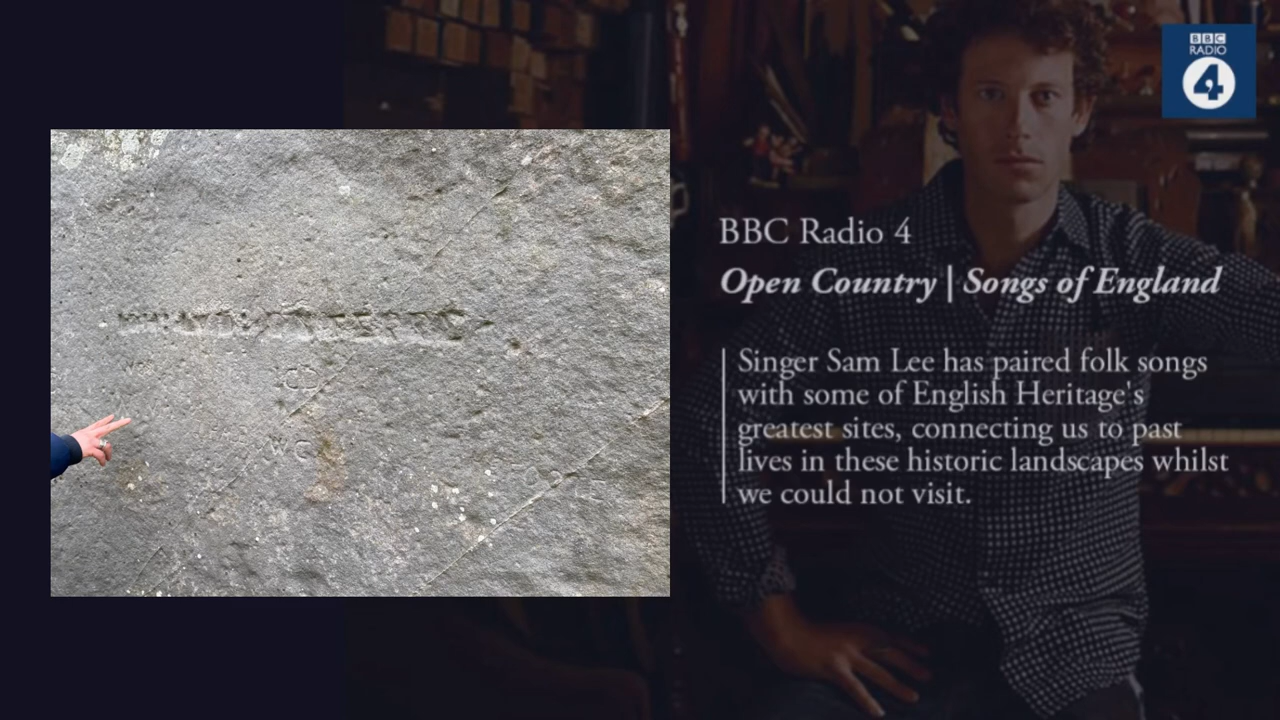 BBC
RADIO
4
BBC Radio 4
Open Country | Songs of England
Singer Sam Lee has paired folk songs
with some of English Heritage's
greatest sites, connecting us to past
lives in these historic landscapes whilst
we could not visit.
WC